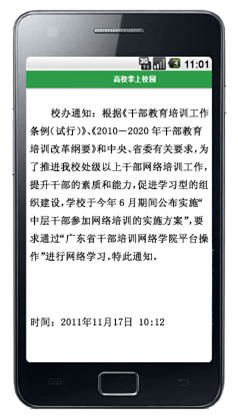 3G 11:01
高校掌上校园
校办通知：根据《干部教育培训工作
条例（试行）》、《2010－2020 年干部教育
培训改革纲要》和中央、省委有关要求，为
了推进我校处级以上干部网络培训工作，
提升干部的素质和能力，促进学习型的组
织建设，学校于今年 6 月期间公布实施“
中层干部参加网络培训的实施方案”，要
求通过“广东省干部培训网络学院平台操
作”进行网络学习。特此通知。
时间：2011年11月17日 10:12